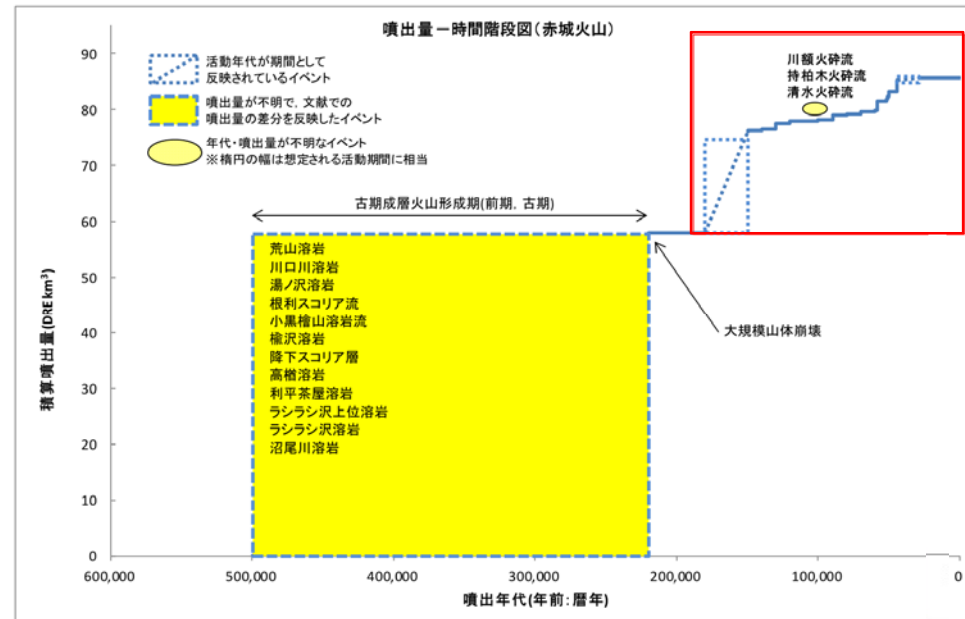 噴出量－時間階段図(赤城火山)
活動年代が期間として
反映されているイベント
噴出量が不明で，文献での
噴出量の差分を反映したイベント
年代・噴出量が不明なイベント
※楕円の幅は想定される活動期間に相当
川額火砕流
持柏木火砕流
清水火砕流
古期成層火山形成期(前期，古期)
荒山溶岩
川口川溶岩
湯ノ沢溶岩
根利スコリア流
小黒檜山溶岩流
楡沢溶岩
降下スコリア層
高楢溶岩
利平茶屋溶岩
ラシラシ沢上位溶岩
ラシラシ沢溶岩
沼尾川溶岩
大規模山体崩壊
積算噴出量(DRE km³)
90
80
70
60
50
40
30
20
10
0
600,000 500,000 400,000 300,000 200,000 100,000 0
噴出年代(年前：暦年)